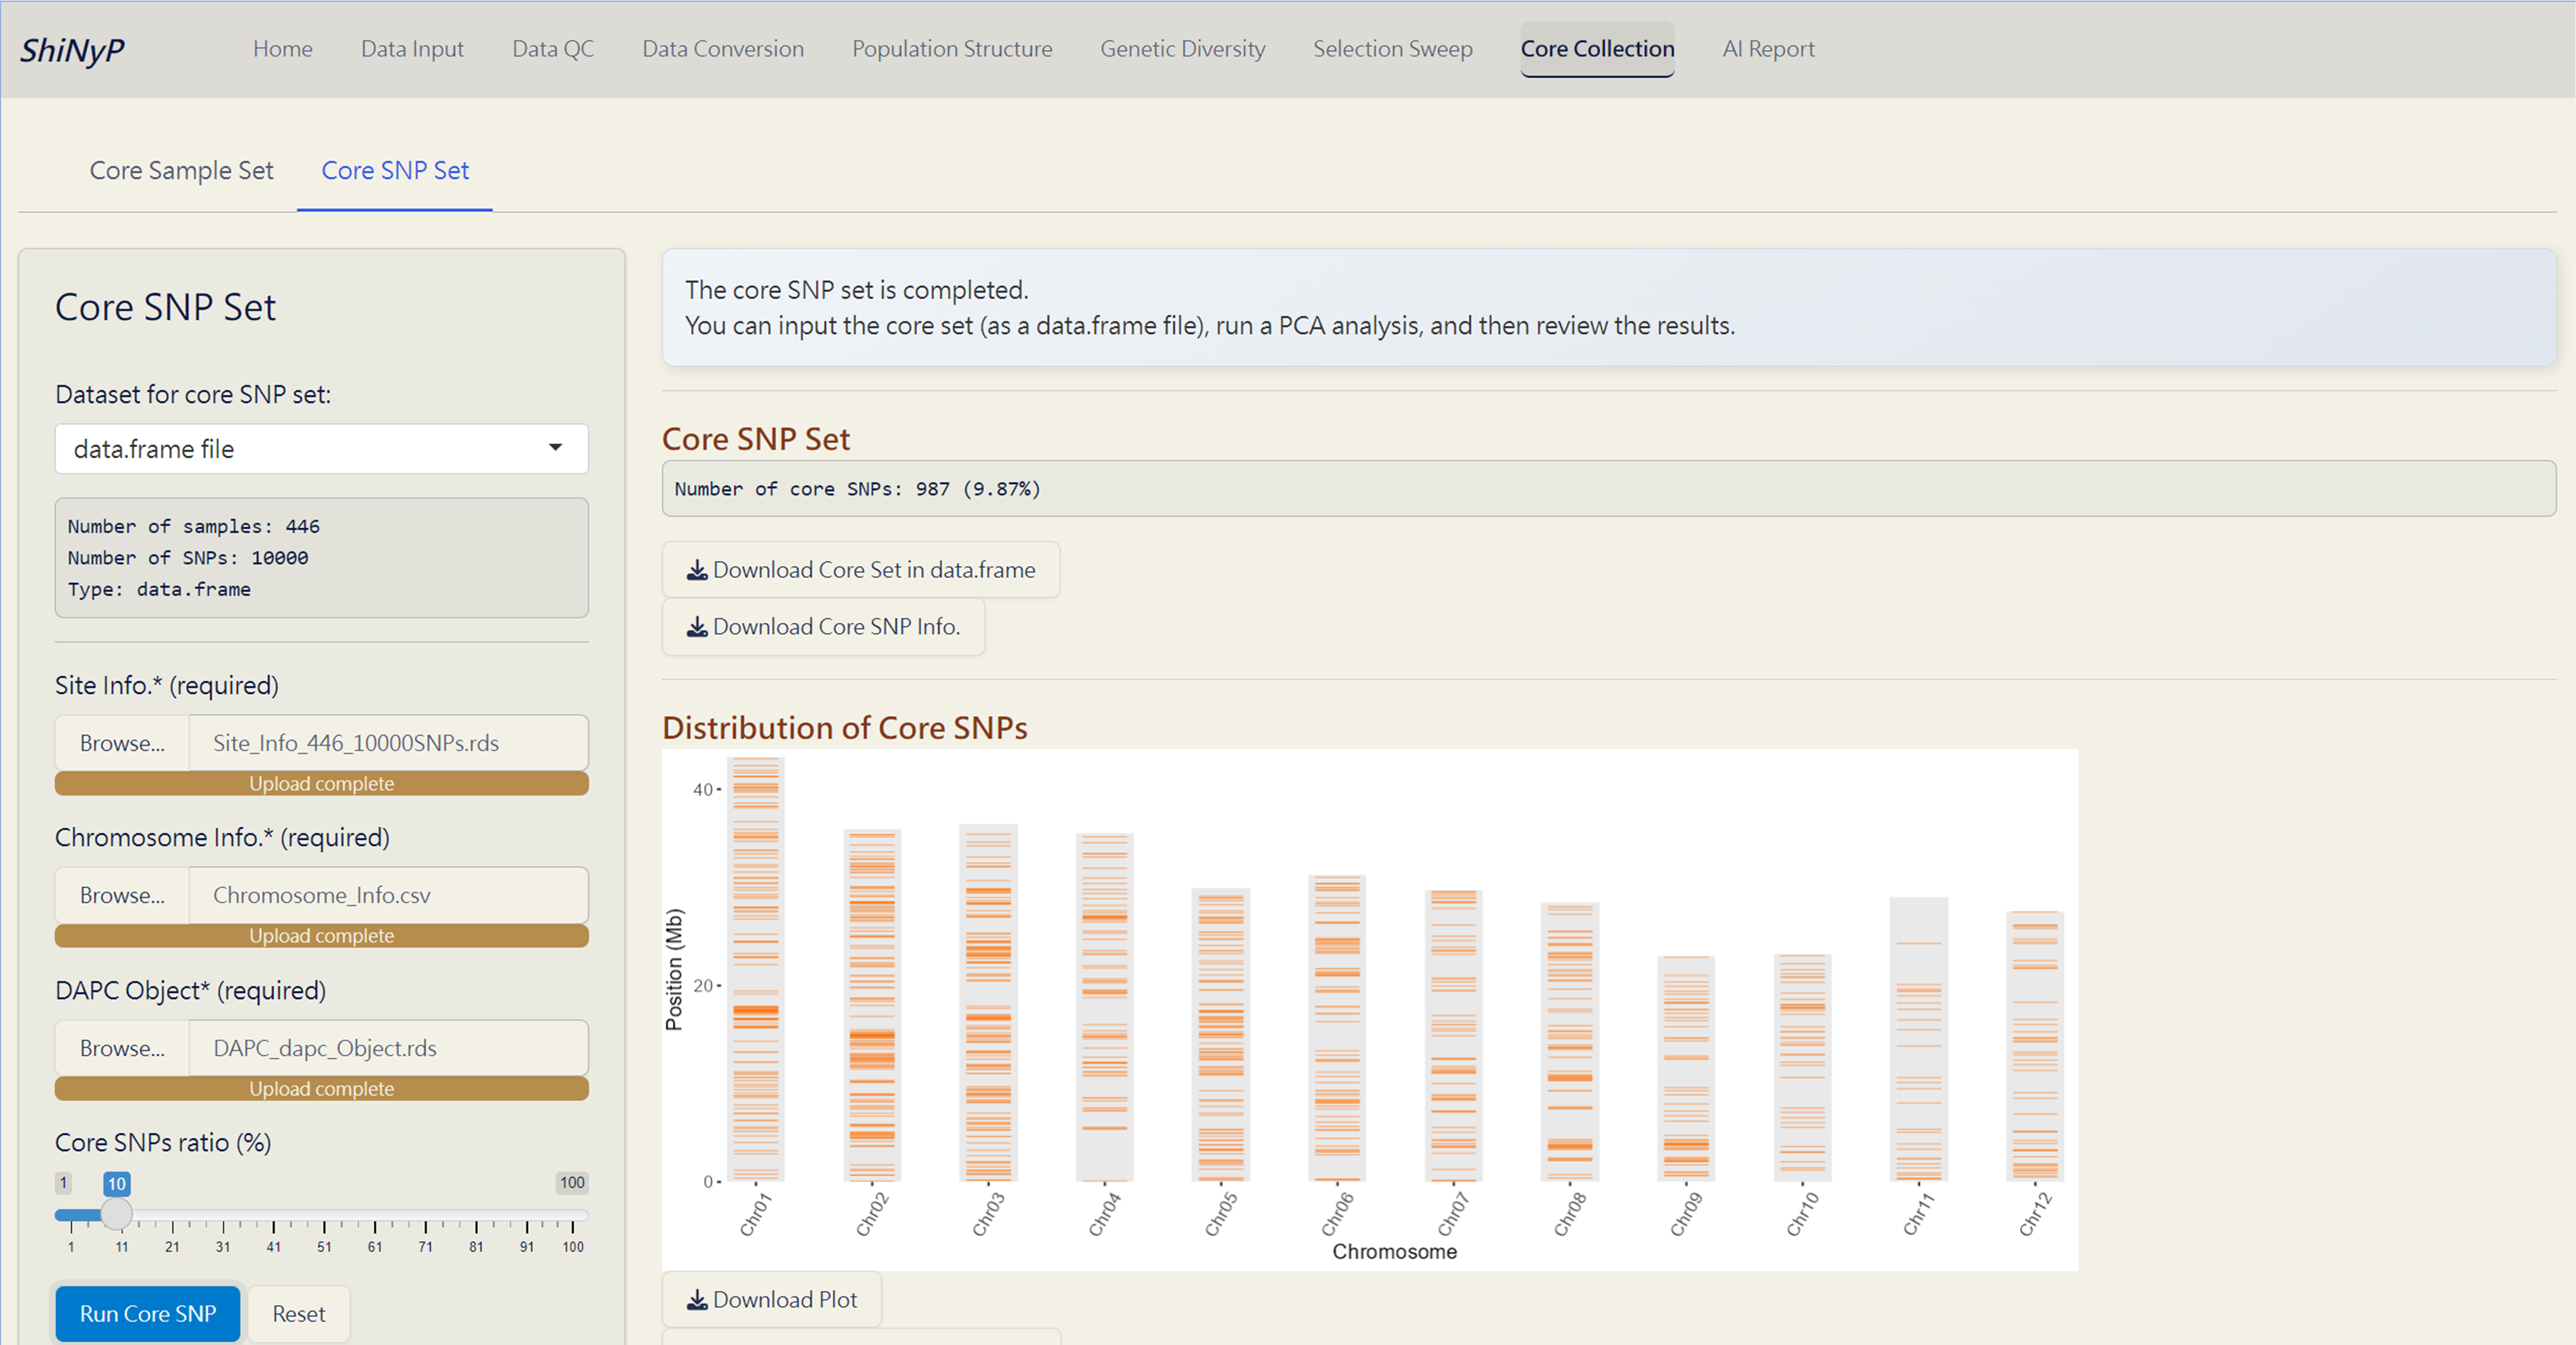 ShiNyP
Home Data Input Data QC Data Conversion Population Structure Genetic Diversity Selection Sweep Core Collection AI Report
Core Sample Set Core SNP Set
Core SNP Set
Dataset for core SNP set:
data.frame file
Number of samples: 446
Number of SNPs: 10000
Type: data.frame
Site Info.* (required)
Browse... Site_Info_446_10000SNPs.rds
Upload complete
Chromosome Info.* (required)
Browse... Chromosome_Info.csv
Upload complete
DAPC Object* (required)
Browse... DAPC_dapc_Object.rds
Upload complete
Core SNPs ratio (%)
1 10 100
1 11 21 31 41 51 61 71 81 91 100
Run Core SNP Reset
The core SNP set is completed.
You can input the core set (as a data.frame file), run a PCA analysis, and then review the results.
Core SNP Set
Number of core SNPs: 987 (9.87%)
Download Core Set in data.frame
Download Core SNP Info.
Distribution of Core SNPs
Position (Mb)
40
20
0
Chr01 Chr02 Chr03 Chr04 Chr05 Chr06 Chr07 Chr08 Chr09 Chr10 Chr11 Chr12
Chromosome
Download Plot